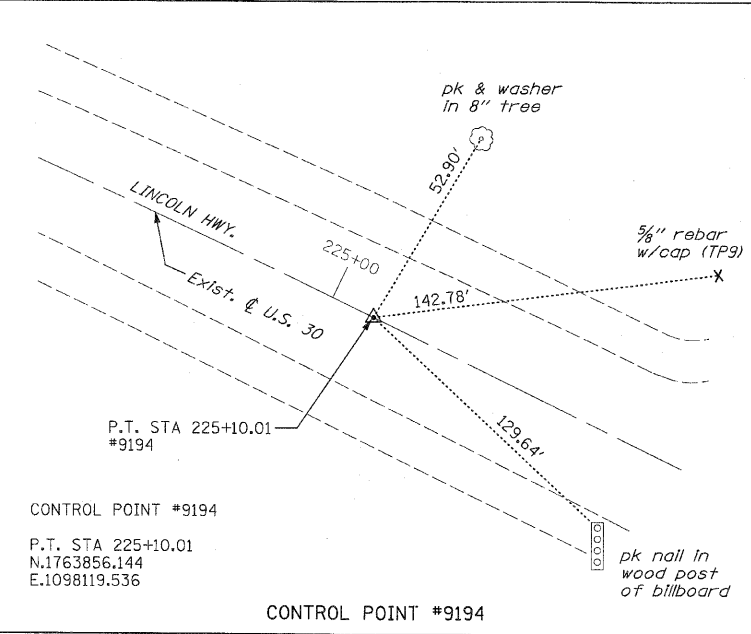 pk & washer
in 8" tree
52.90'
5/8" rebar
w/cap (TP9)
LINCOLN HWY.
225+00
Exist. ℄ U.S. 30
142.78'
P.T. STA 225+10.01
#9194
129.64'
CONTROL POINT #9194
P.T. STA 225+10.01
N.1763856.144
E.1098119.536
pk nail in
wood post
of billboard
CONTROL POINT #9194